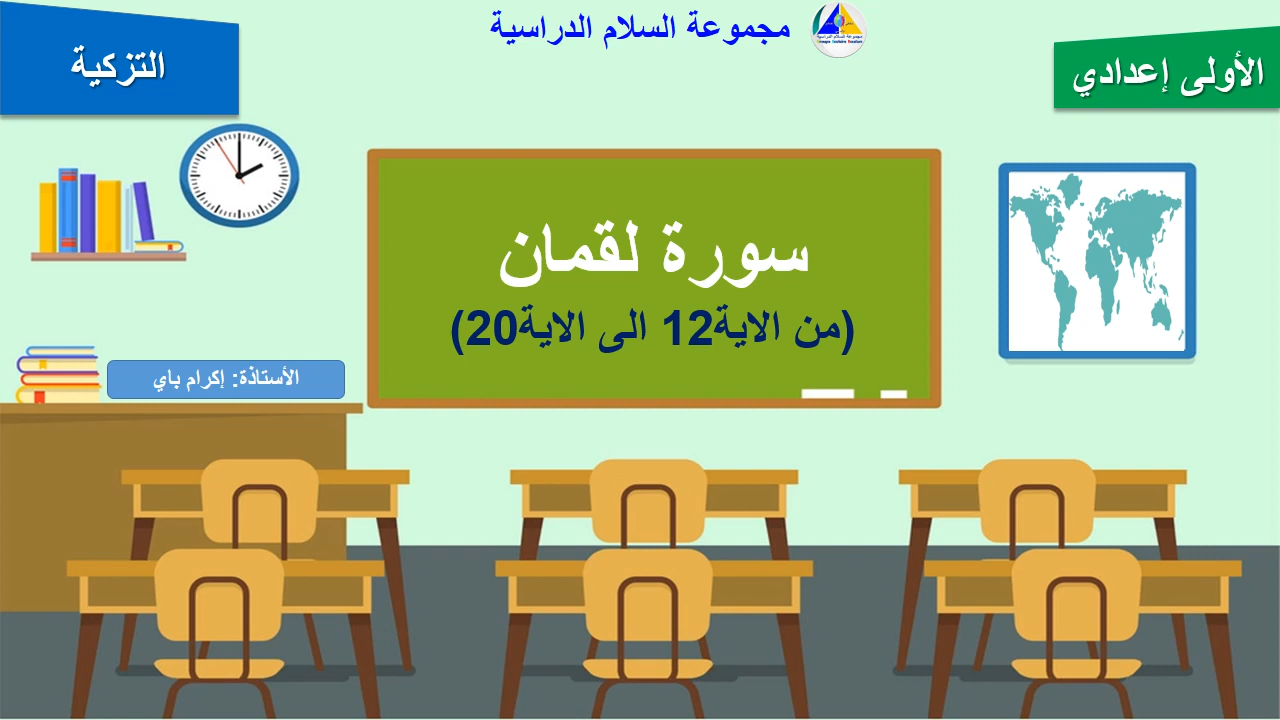 مجموعة السلام الدراسية
الأولى إعدادي
التزكية
سورة لقمان
(من الاية12 الى الاية20)
الأستاذة: إكرام باي